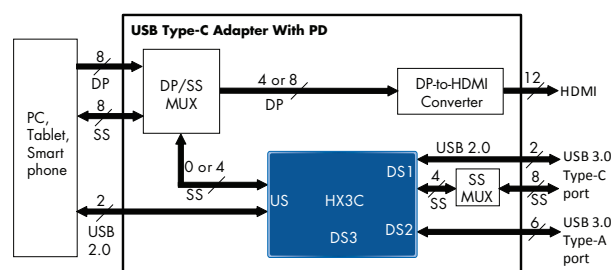 USB Type-C Adapter With PD
8
DP
8
SS
DP/SS
MUX
4 or 8
DP
DP-to-HDMI
Converter
12
HDMI
PC,
Tablet,
Smart
phone
0 or 4
SS
2
USB
2.0
US
HX3C
DS1
DS2
DS3
USB 2.0
2
4
SS
SS
MUX
8
SS
USB 3.0
Type-C
port
6
USB 3.0
Type-A
port